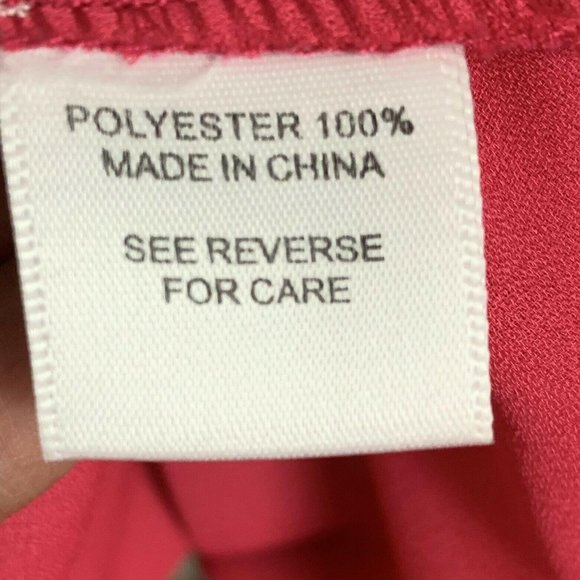 POLYESTER 100%
MADE IN CHINA
SEE REVERSE
FOR CARE